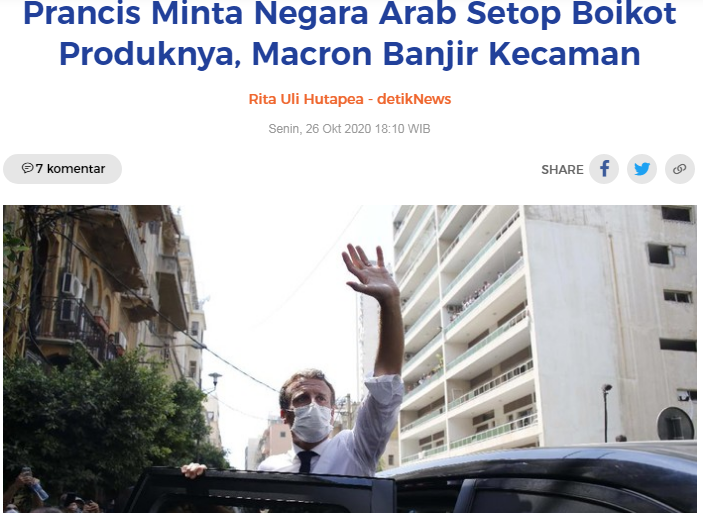 Prancis Minta Negara Arab Setop Boikot
Produknya, Macron Banjir Kecaman
Rita Uli Hutapea - detikNews
Senin, 26 Okt 2020 18:10 WIB
7 komentar
SHARE